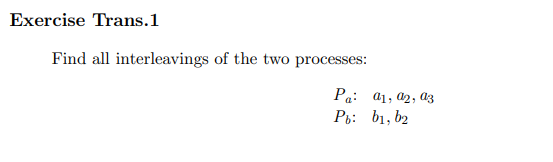 Exercise Trans.1
Find all interleavings of the two processes:
Pa: a1, a2, a3
Pb: b1, b2